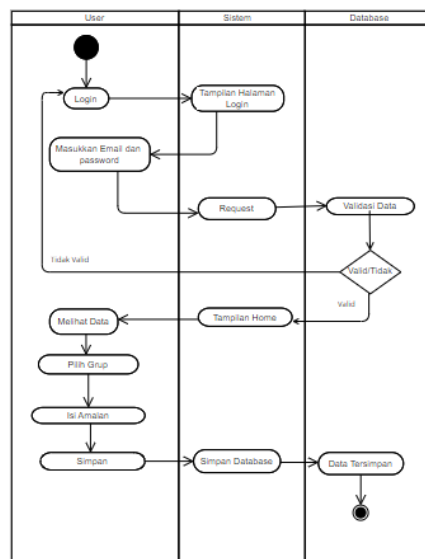 User
Sistem
Database
Login
Tampilan Halaman
Login
Masukkan Email dan
password
Request
Validasi Data
Tidak Valid
Valid/Tidak
Valid
Melihat Data
Tampilan Home
Pilih Grup
Isi Amalan
Simpan
Simpan Database
Data Tersimpan